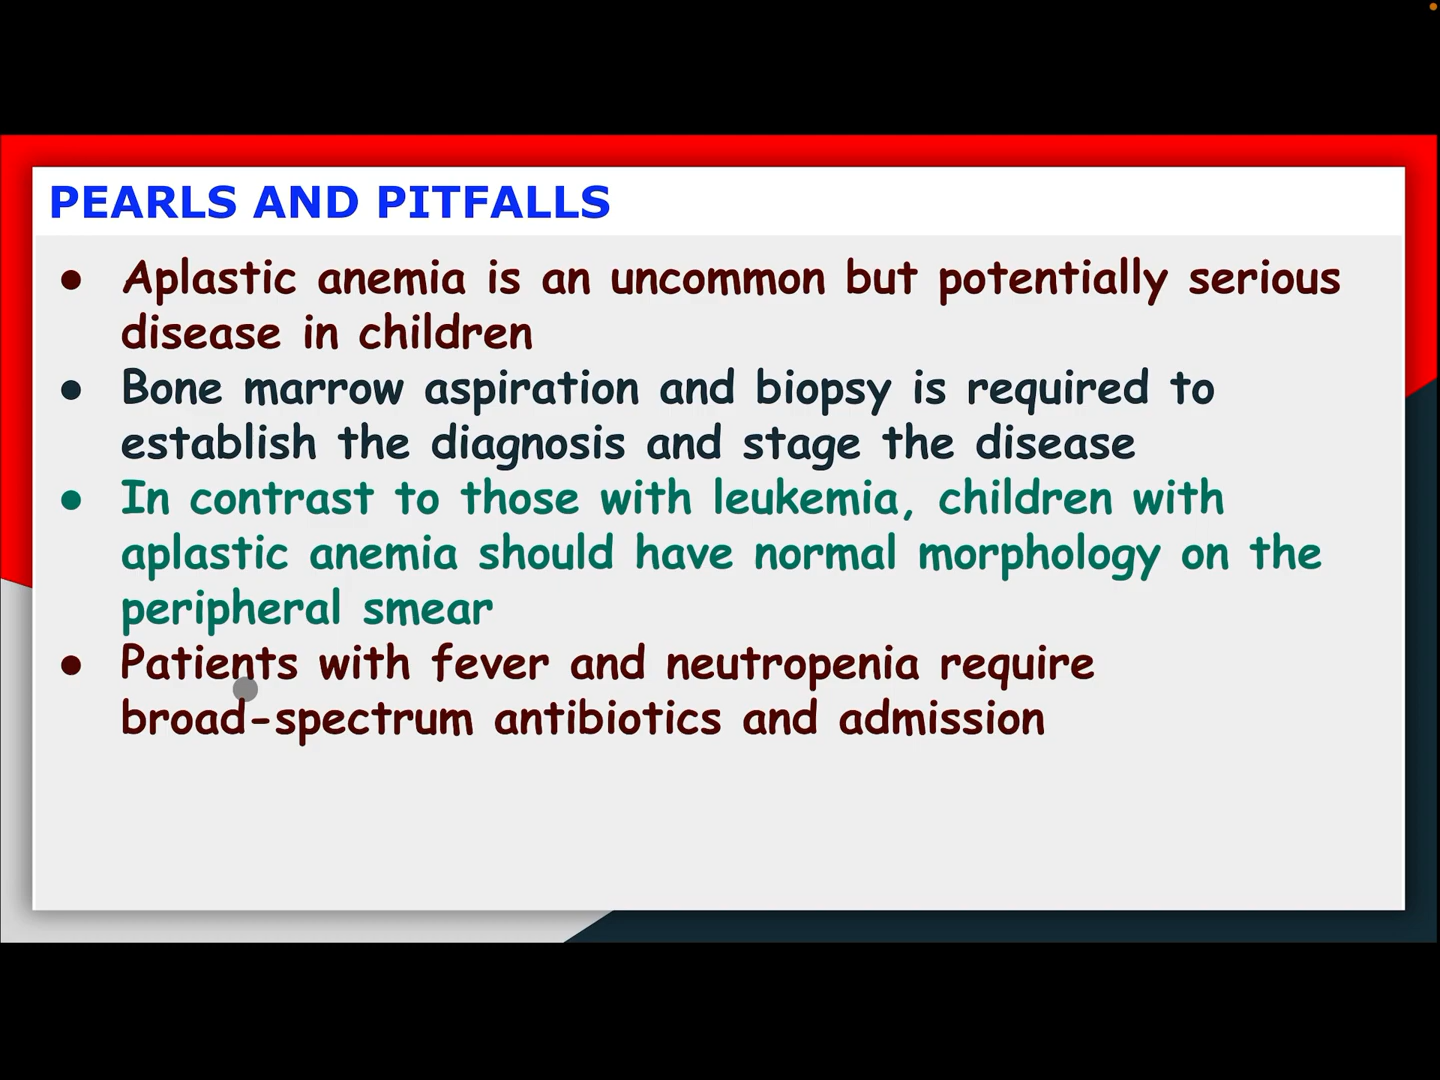 PEARLS AND PITFALLS
● Aplastic anemia is an uncommon but potentially serious
disease in children
● Bone marrow aspiration and biopsy is required to
establish the diagnosis and stage the disease
● In contrast to those with leukemia, children with
aplastic anemia should have normal morphology on the
peripheral smear
● Patients with fever and neutropenia require
broad-spectrum antibiotics and admission